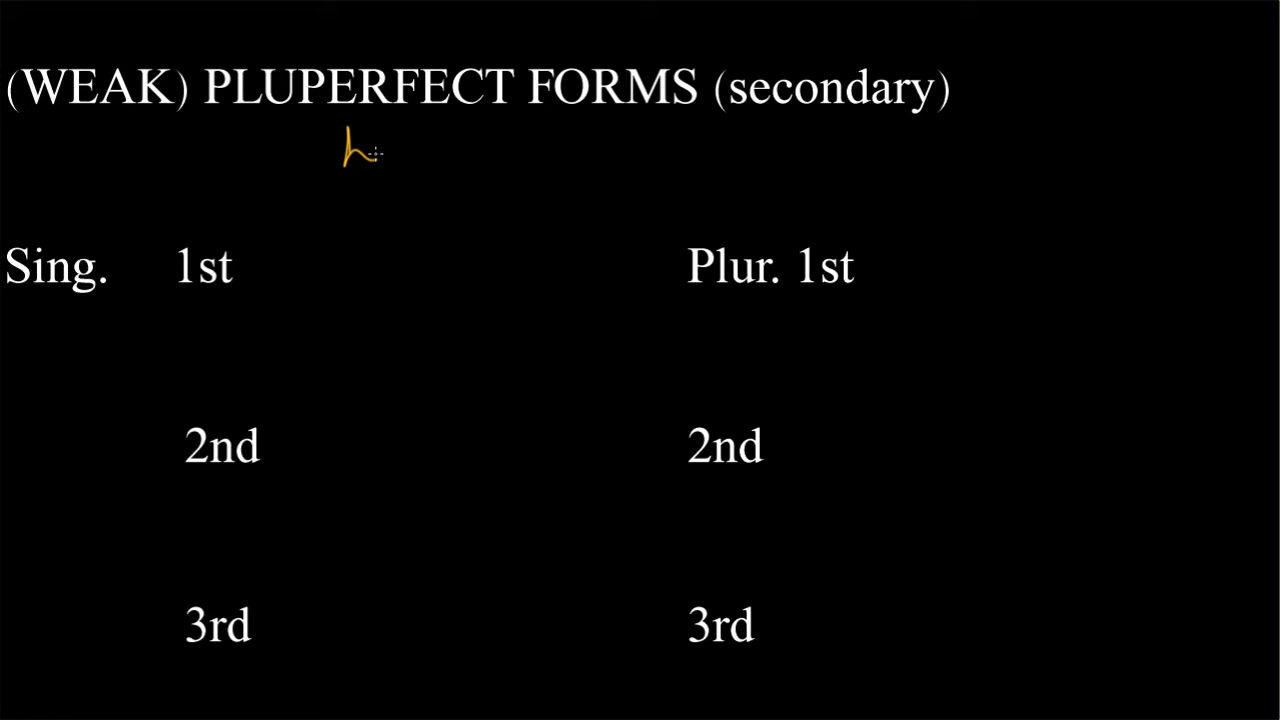 (WEAK) PLUPERFECT FORMS (secondary)
h
Sing. 1st Plur. 1st
2nd 2nd
3rd 3rd